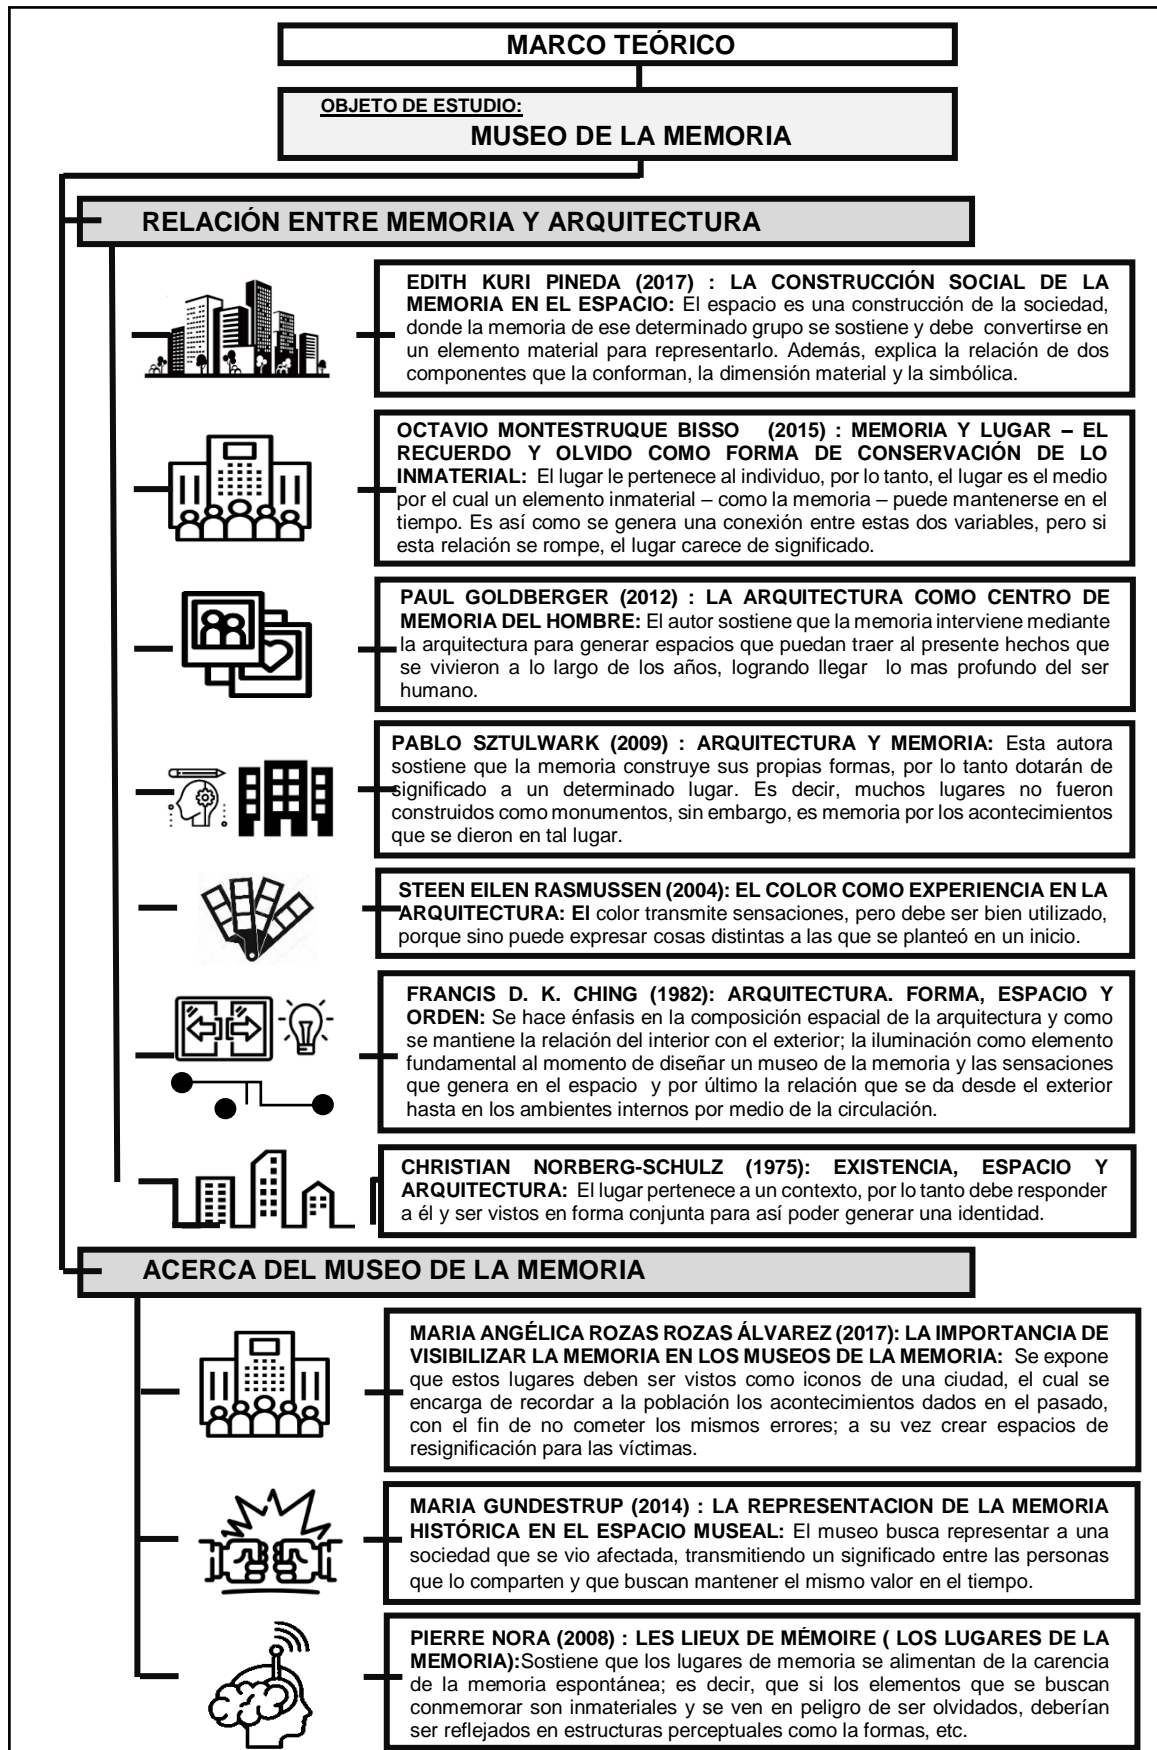 MARCO TEÓRICO
OBJETO DE ESTUDIO:
MUSEO DE LA MEMORIA
RELACIÓN ENTRE MEMORIA Y ARQUITECTURA
EDITH KURI PINEDA (2017) : LA CONSTRUCCIÓN SOCIAL DE LA
MEMORIA EN EL ESPACIO: El espacio es una construcción de la sociedad,
donde la memoria de ese determinado grupo se sostiene y debe convertirse en
un elemento material para representarlo. Además, explica la relación de dos
componentes que la conforman, la dimensión material y la simbólica.
OCTAVIO MONTESTRUQUE BISSO (2015) : MEMORIA Y LUGAR – EL
RECUERDO Y OLVIDO COMO FORMA DE CONSERVACIÓN DE LO
INMATERIAL: El lugar le pertenece al individuo, por lo tanto, el lugar es el medio
por el cual un elemento inmaterial – como la memoria – puede mantenerse en el
tiempo. Es así como se genera una conexión entre estas dos variables, pero si
esta relación se rompe, el lugar carece de significado.
PAUL GOLDBERGER (2012) : LA ARQUITECTURA COMO CENTRO DE
MEMORIA DEL HOMBRE: El autor sostiene que la memoria interviene mediante
la arquitectura para generar espacios que puedan traer al presente hechos que
se vivieron a lo largo de los años, logrando llegar lo mas profundo del ser
humano.
PABLO SZTULWARK (2009) : ARQUITECTURA Y MEMORIA: Esta autora
sostiene que la memoria construye sus propias formas, por lo tanto dotarán de
significado a un determinado lugar. Es decir, muchos lugares no fueron
construidos como monumentos, sin embargo, es memoria por los acontecimientos
que se dieron en tal lugar.
STEEN EILEN RASMUSSEN (2004): EL COLOR COMO EXPERIENCIA EN LA
ARQUITECTURA: El color transmite sensaciones, pero debe ser bien utilizado,
porque sino puede expresar cosas distintas a las que se planteó en un inicio.
FRANCIS D. K. CHING (1982): ARQUITECTURA. FORMA, ESPACIO Y
ORDEN: Se hace énfasis en la composición espacial de la arquitectura y como
se mantiene la relación del interior con el exterior; la iluminación como elemento
fundamental al momento de diseñar un museo de la memoria y las sensaciones
que genera en el espacio y por último la relación que se da desde el exterior
hasta en los ambientes internos por medio de la circulación.
CHRISTIAN NORBERG-SCHULZ (1975): EXISTENCIA, ESPACIO Y
ARQUITECTURA: El lugar pertenece a un contexto, por lo tanto debe responder
a él y ser vistos en forma conjunta para así poder generar una identidad.
ACERCA DEL MUSEO DE LA MEMORIA
MARIA ANGÉLICA ROZAS ROZAS ÁLVAREZ (2017): LA IMPORTANCIA DE
VISIBILIZAR LA MEMORIA EN LOS MUSEOS DE LA MEMORIA: Se expone
que estos lugares deben ser vistos como iconos de una ciudad, el cual se
encarga de recordar a la población los acontecimientos dados en el pasado,
con el fin de no cometer los mismos errores; a su vez crear espacios de
resignificación para las víctimas.
MARIA GUNDESTRUP (2014) : LA REPRESENTACION DE LA MEMORIA
HISTÓRICA EN EL ESPACIO MUSEAL: El museo busca representar a una
sociedad que se vio afectada, transmitiendo un significado entre las personas
que lo comparten y que buscan mantener el mismo valor en el tiempo.
PIERRE NORA (2008) : LES LIEUX DE MÉMOIRE ( LOS LUGARES DE LA
MEMORIA):Sostiene que los lugares de memoria se alimentan de la carencia
de la memoria espontánea; es decir, que si los elementos que se buscan
conmemorar son inmateriales y se ven en peligro de ser olvidados, deberían
ser reflejados en estructuras perceptuales como la formas, etc.